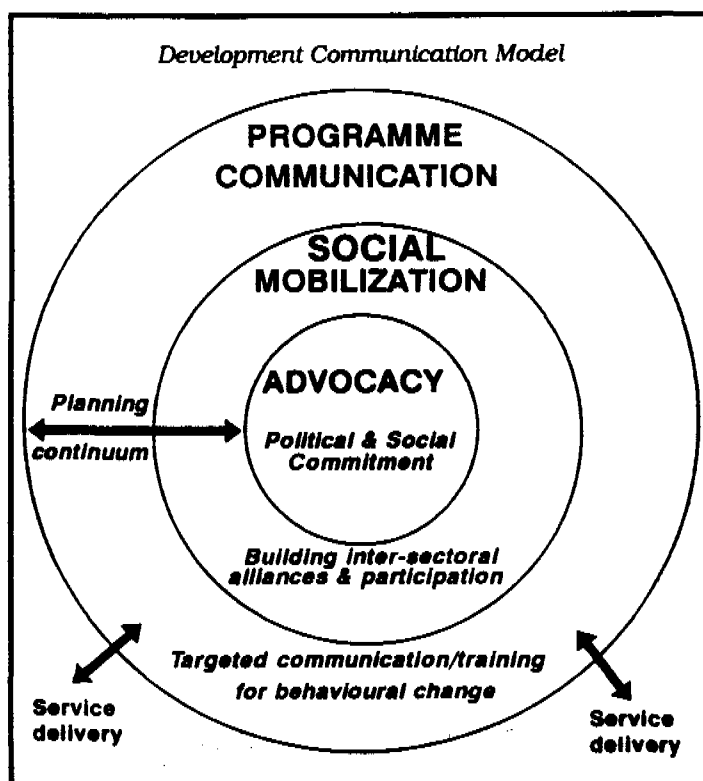 Development Communication Model
PROGRAMME
COMMUNICATION
SOCIAL
MOBILIZATION
ADVOCACY
Political & Social
Commitment
Planning
continuum
Building inter-sectoral
alliances & participation
Targeted communication/training
for behavioural change
Service
delivery
Service
delivery